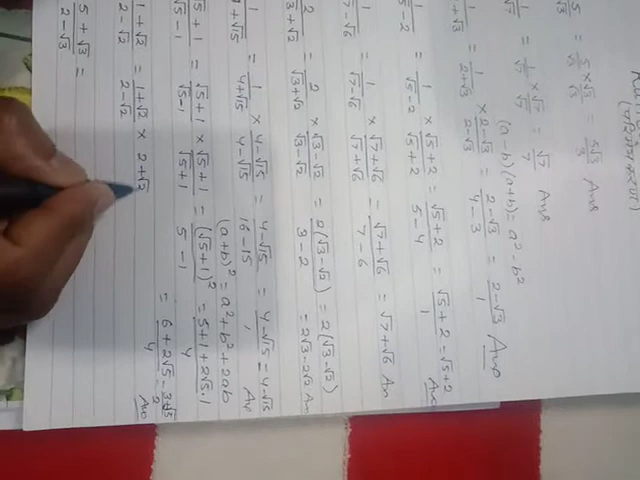 5/√3 = 5×√3/√3 = 5√3/3 Ans
1/√7 = 1/√7 × √7/√7 = √7/7 Ans
(a-b)(a+b) = a²-b²
1/2+√3 = 1/2+√3 × 2-√3/2-√3 = 2-√3/4-3 = 2-√3/1 Ans
1/√5-2 = 1/√5-2 × √5+2/√5+2 = √5+2/5-4 = √5+2/1 = √5+2 Ans
1/√7-√6 = 1/√7-√6 × √7+√6/√7+√6 = √7+√6/7-6 = √7+√6 An
2/√3+√2 = 2/√3+√2 × √3-√2/√3-√2 = 2(√3-√2)/3-2 = 2(√3-√2)
= 2√3-2√2 An
1/4+√15 = 1/4+√15 × 4-√15/4-√15 = 4-√15/16-15 = 4-√15/1 = 4-√15 An
(a+b)² = a²+b²+2ab
√5+1/√5-1 = √5+1/√5-1 × √5+1/√5+1 = (√5+1)²/5-1 = 5+1+2√5·1/4
= 6+2√5/4 = 3+√5/2 Ans
1+√2/2-√2 = 1+√2/2-√2 × 2+√2
5+√3/2-√3 =